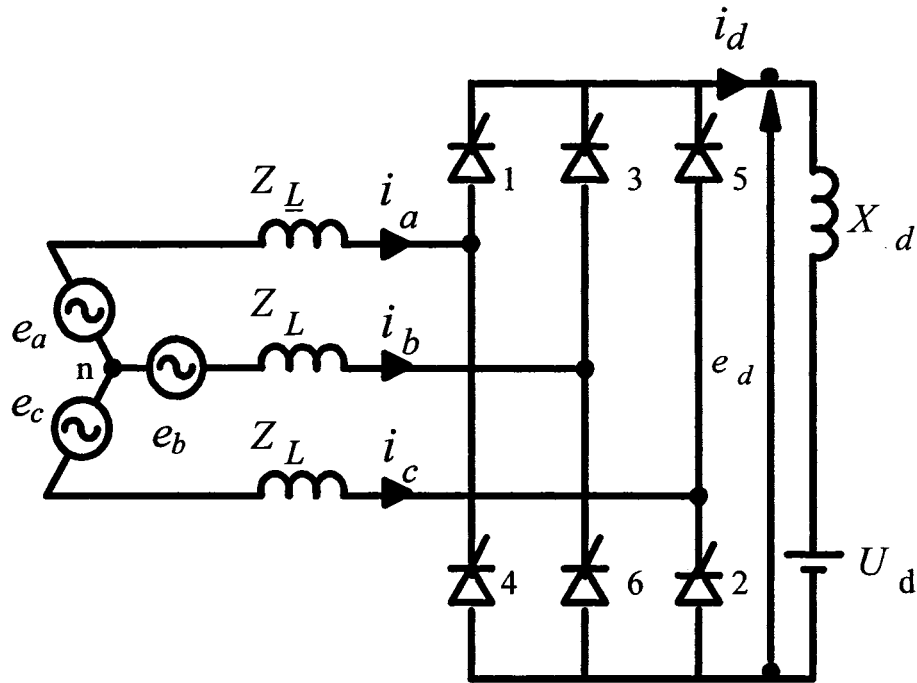 i_d
Z_L
i_a
1
3
5
X_d
e_a
Z_L
i_b
n
e_d
e_c
e_b
Z_L
i_c
4
6
2
U_d